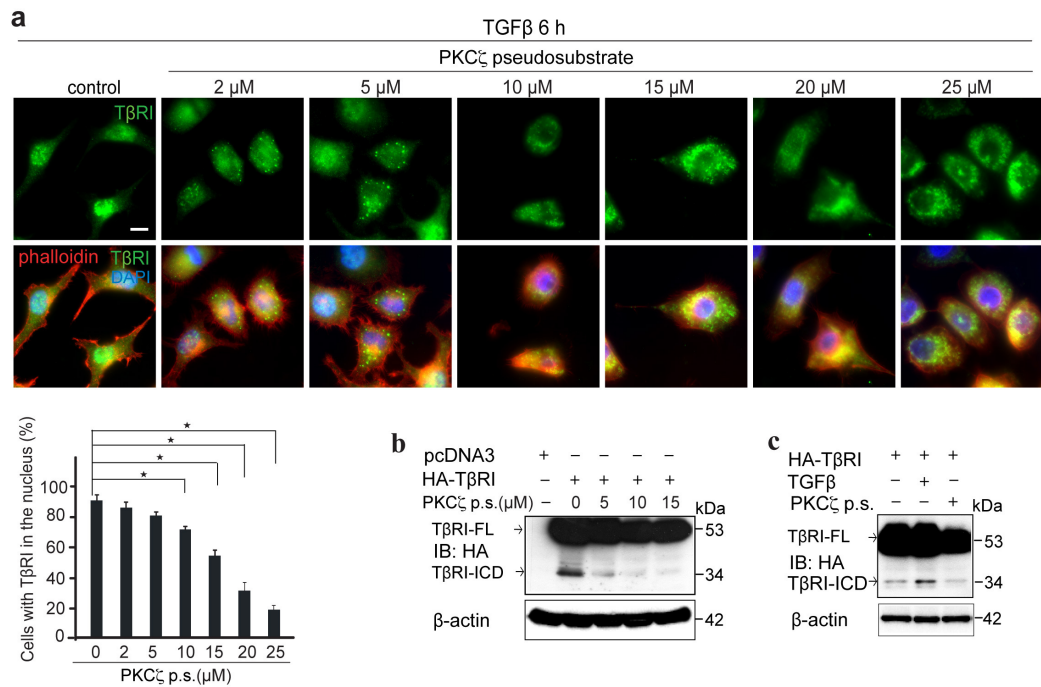 a
TGFβ 6 h
PKCζ pseudosubstrate
control 2 µM 5 µM 10 µM 15 µM 20 µM 25 µM
TβRI
phalloidin TβRI
DAPI
Cells with TβRI in the nucleus (%)
100
80
60
40
20
0
★
★
★
★
0 2 5 10 15 20 25
PKCζ p.s.(µM)
b
pcDNA3 + − − − −
HA-TβRI − + + + +
PKCζ p.s.(µM) − 0 5 10 15 kDa
TβRI-FL → −53
IB: HA
TβRI-ICD → −34
β-actin −42
c
HA-TβRI + + +
TGFβ − + −
PKCζ p.s. − − + kDa
TβRI-FL → −53
IB: HA
TβRI-ICD → −34
β-actin −42